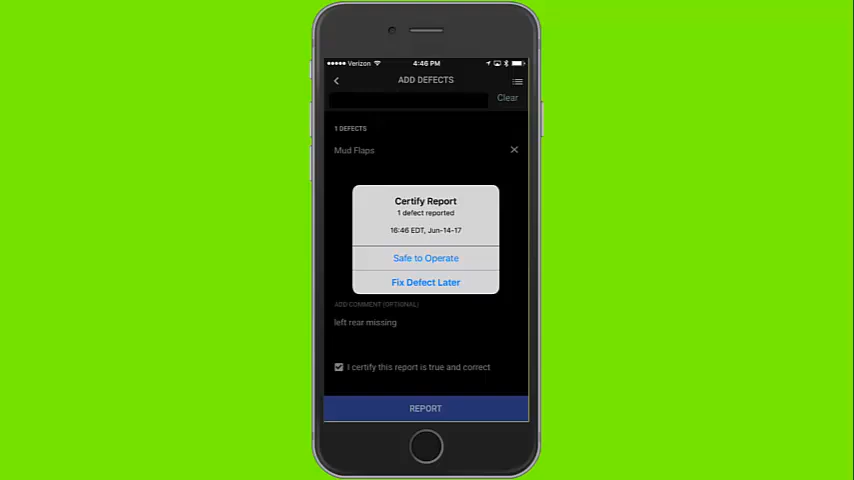 Verizon 4:46 PM
ADD DEFECTS
Clear
1 DEFECTS
Mud Flaps
Certify Report
1 defect reported
16:46 EDT, Jun-14-17
Safe to Operate
Fix Defect Later
ADD COMMENT (OPTIONAL)
left rear missing
I certify this report is true and correct
REPORT